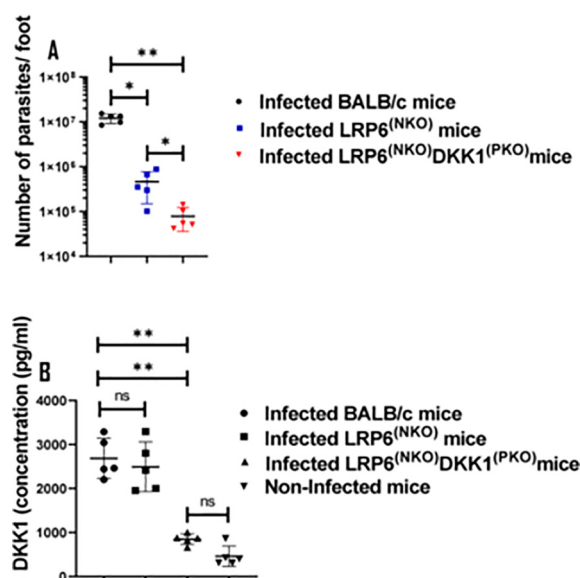 A
**
Number of parasites/ foot
1×10⁸
1×10⁷
1×10⁶
1×10⁵
1×10⁴
*
*
Infected BALB/c mice
Infected LRP6(NKO) mice
Infected LRP6(NKO)DKK1(PKO)mice
B
**
**
ns
DKK1 (concentration (pg/ml)
4000
3000
2000
1000
0
ns
Infected BALB/c mice
Infected LRP6(NKO) mice
Infected LRP6(NKO)DKK1(PKO)mice
Non-Infected mice